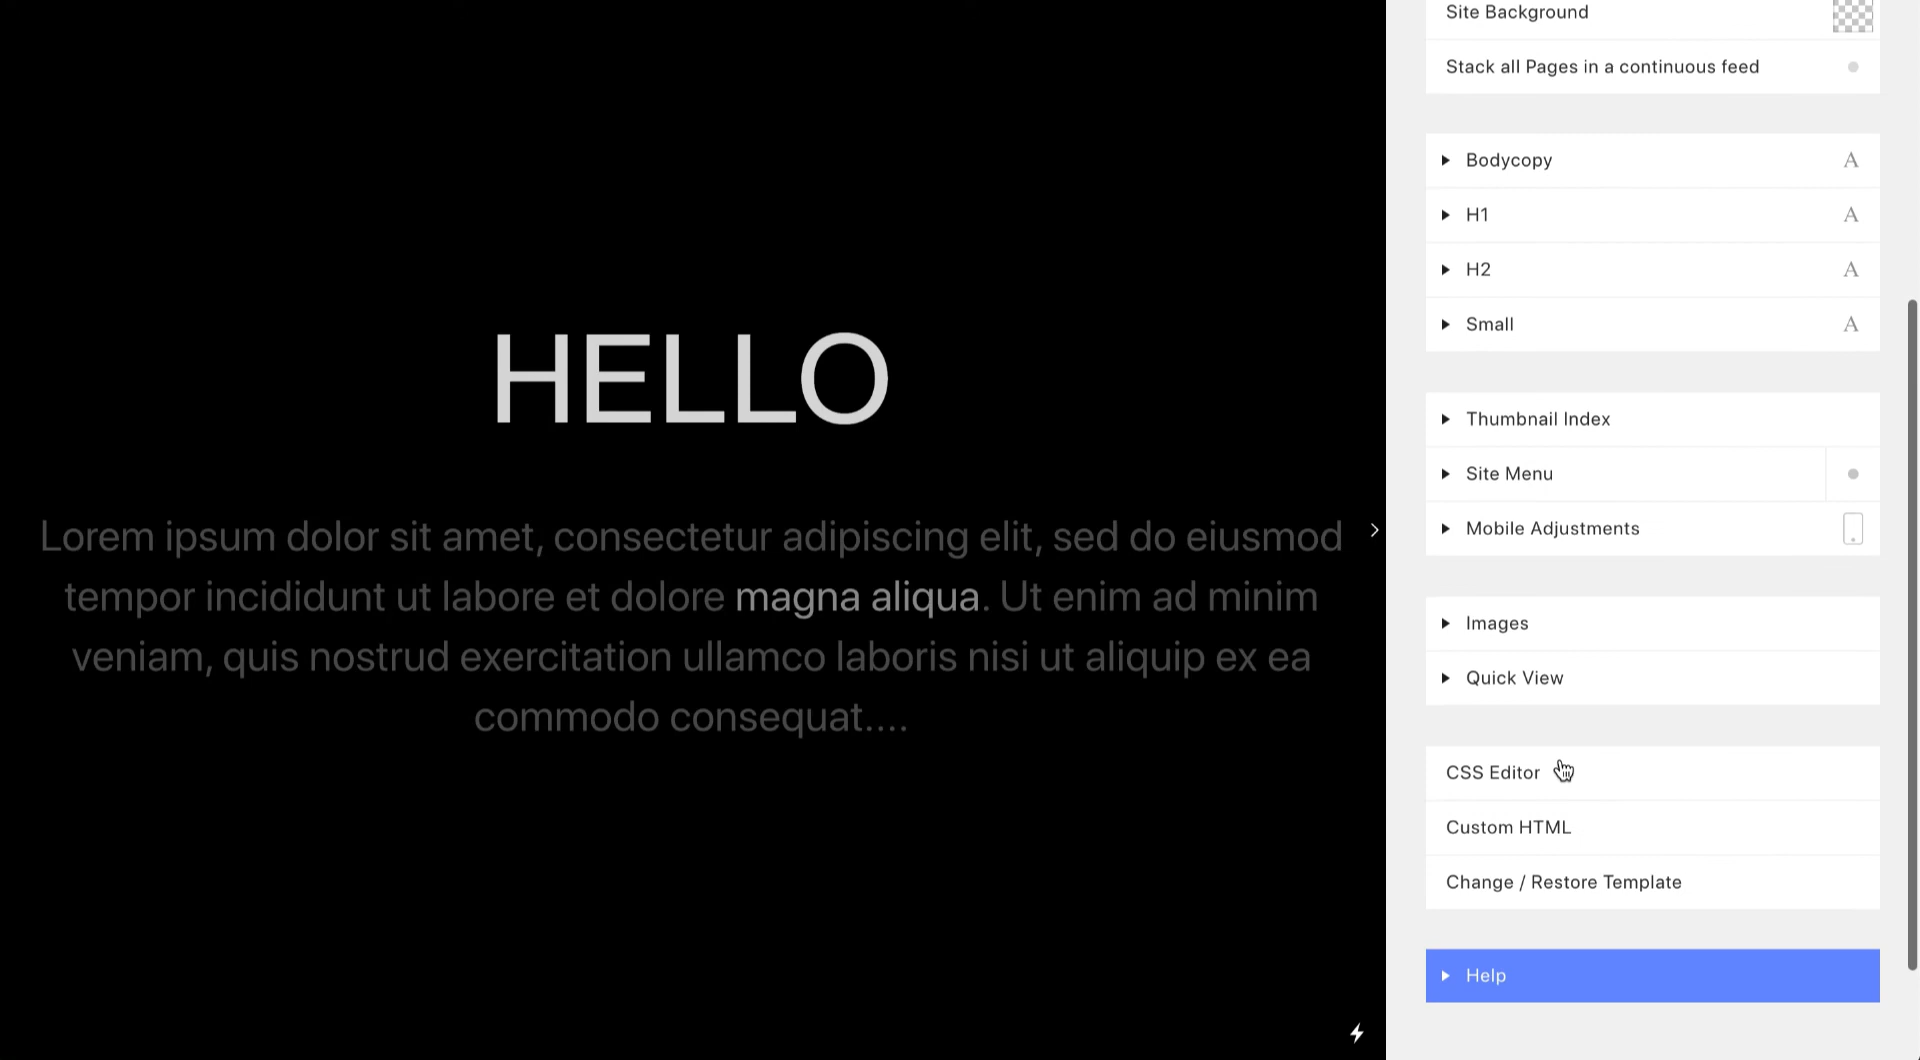 HELLO
Lorem ipsum dolor sit amet, consectetur adipiscing elit, sed do eiusmod
tempor incididunt ut labore et dolore magna aliqua. Ut enim ad minim
veniam, quis nostrud exercitation ullamco laboris nisi ut aliquip ex ea
commodo consequat....
Site Background
Stack all Pages in a continuous feed
Bodycopy A
H1 A
H2 A
Small A
Thumbnail Index
Site Menu
Mobile Adjustments
Images
Quick View
CSS Editor
Custom HTML
Change / Restore Template
Help